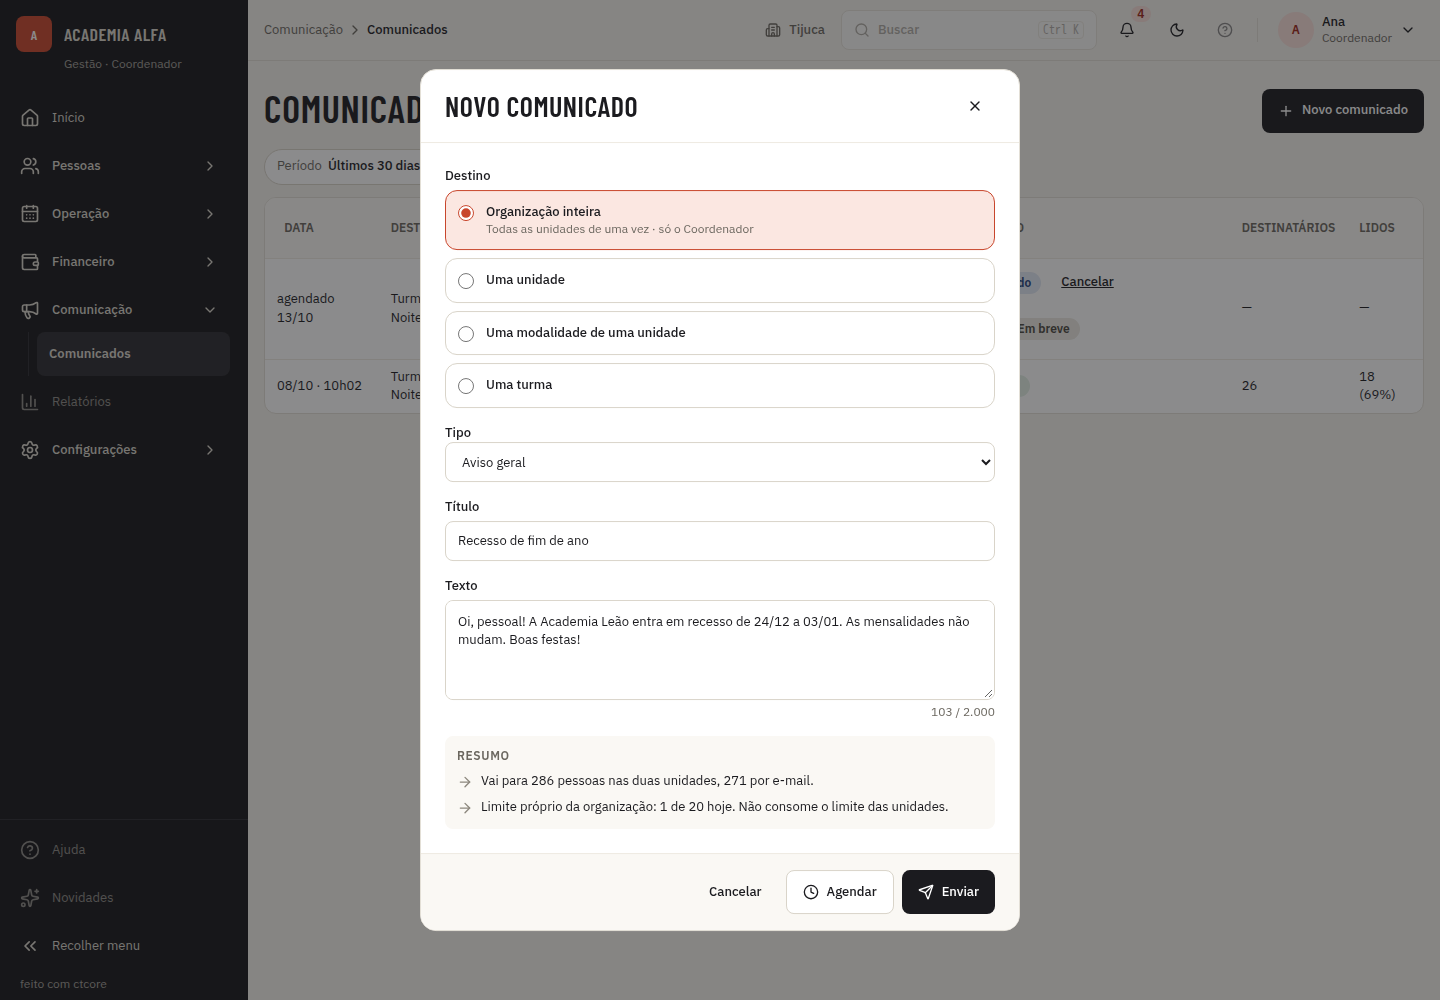 A
ACADEMIA ALFA
Gestão · Coordenador
Início
Pessoas
Operação
Financeiro
Comunicação
Comunicados
Relatórios
Configurações
Ajuda
Novidades
Recolher menu
feito com ctcore
Comunicação
Comunicados
Tijuca
Buscar
Ctrl K
4
A
Ana
Coordenador
COMUNICAD
Novo comunicado
Período Últimos 30 dias
DATA
DEST
O
DESTINATÁRIOS
LIDOS
agendado
13/10
Turm
Noite
do
Cancelar
Em breve
—
—
08/10 · 10h02
Turm
Noite
26
18
(69%)
NOVO COMUNICADO
Destino
Organização inteira
Todas as unidades de uma vez · só o Coordenador
Uma unidade
Uma modalidade de uma unidade
Uma turma
Tipo
Aviso geral
Título
Recesso de fim de ano
Texto
Oi, pessoal! A Academia Leão entra em recesso de 24/12 a 03/01. As mensalidades não
mudam. Boas festas!
103 / 2.000
RESUMO
Vai para 286 pessoas nas duas unidades, 271 por e-mail.
Limite próprio da organização: 1 de 20 hoje. Não consome o limite das unidades.
Cancelar
Agendar
Enviar